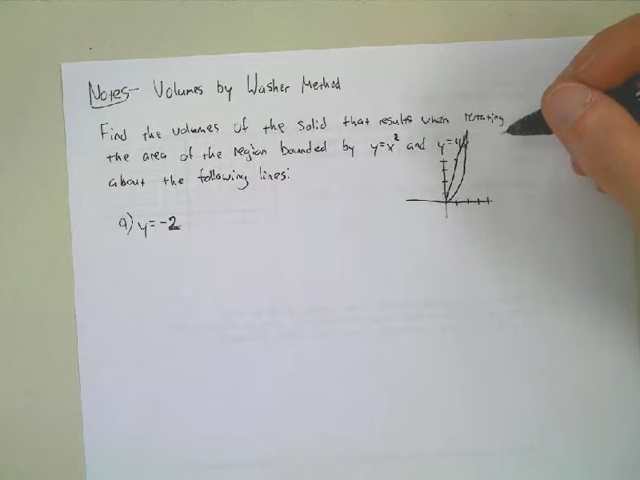 Notes- Volumes by Washer Method
Find the volumes of the solid that results when rotating
the area of the region bounded by y=x² and y=4x
about the following lines:
a) y=-2